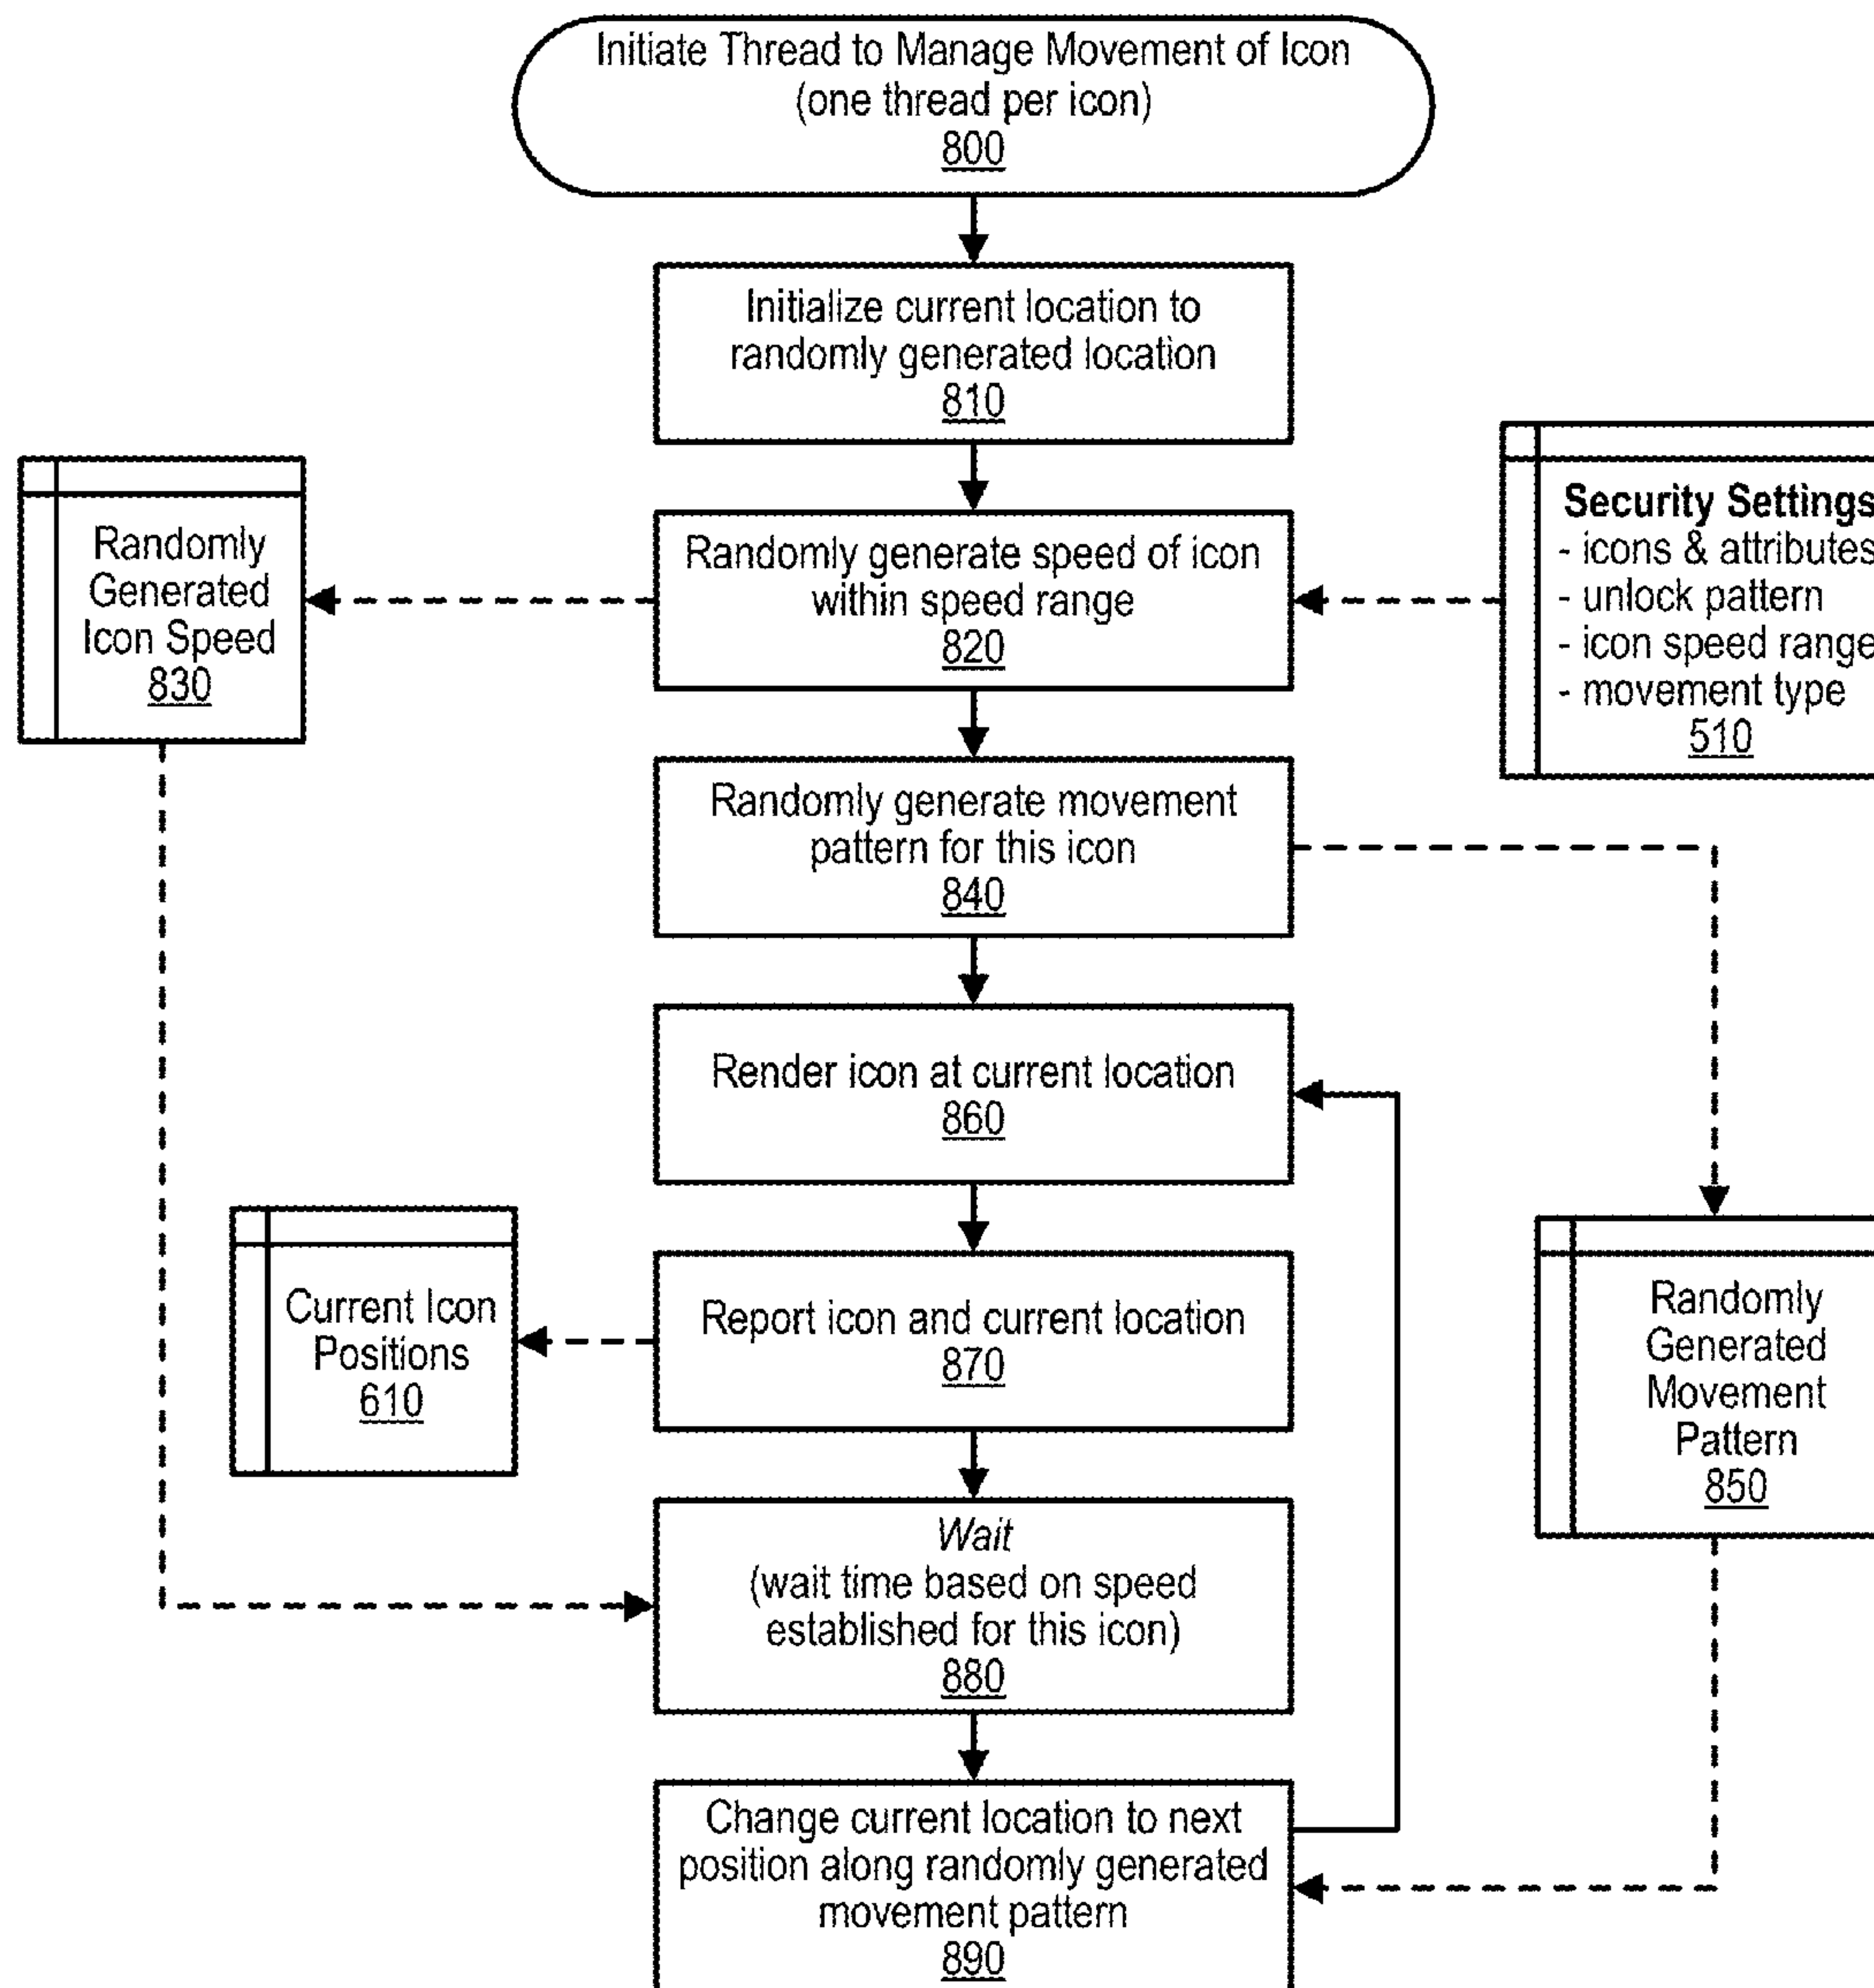 Initiate Thread to Manage Movement of Icon
(one thread per icon)
800
Initialize current location to
randomly generated location
810
Randomly
Generated
Icon Speed
830
Randomly generate speed of icon
within speed range
820
Security Settings
- icons & attributes
- unlock pattern
- icon speed range
- movement type
510
Randomly generate movement
pattern for this icon
840
Render icon at current location
860
Current Icon
Positions
610
Report icon and current location
870
Randomly
Generated
Movement
Pattern
850
Wait
(wait time based on speed
established for this icon)
880
Change current location to next
position along randomly generated
movement pattern
890